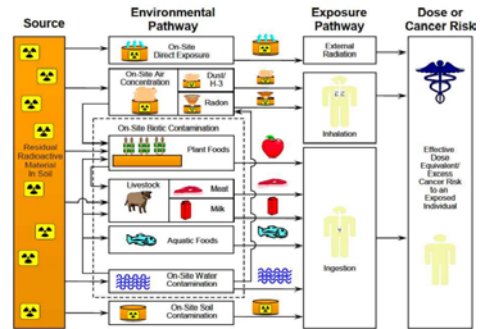 Source
Environmental
Pathway
Exposure
Pathway
Dose or
Cancer Risk
Residual
Radioactive
Material
In Soil
On-Site
Direct Exposure
On-Site Air
Concentration
Dust/
H-3
Radon
On-Site Biotic Contamination
Plant Foods
Livestock
Meat
Milk
Aquatic Foods
On-Site Water
Contamination
On-Site Soil
Contamination
External
Radiation
Inhalation
Ingestion
Effective
Dose
Equivalent/
Excess
Cancer Risk
to an
Exposed
Individual